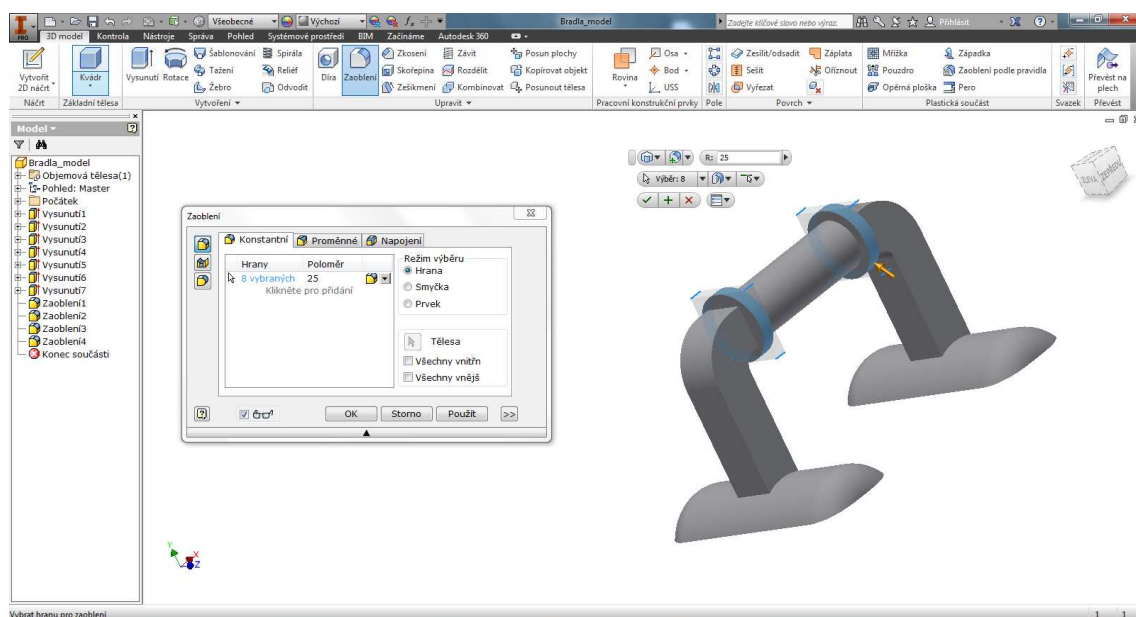 Všeobecné Výchozí fx Bradla_model Zadejte klíčové slovo nebo výraz. Přihlásit
PRO 3D model Kontrola Nástroje Správa Pohled Systémové prostředí BIM Začínáme Autodesk 360
Šablonování Spirála Zkosení Závit Posun plochy Osa Zesílit/odsadit Záplata Mřížka Západka
Tažení Reliéf Skořepina Rozdělit Kopírovat objekt Bod Sešít Oříznout Pouzdro Zaoblení podle pravidla
Vytvořit 2D náčrt Kvádr Vysunutí Rotace Žebro Odvodit Díra Zaoblení Zešikmení Kombinovat Posunout tělesa Rovina USS Vyřezat Opěrná ploška Pero Převést na plech
Náčrt Základní tělesa Vytvoření Upravit Pracovní konstrukční prvky Pole Povrch Plastická součást Svazek Převést
Model
Bradla_model
Objemová tělesa(1)
Pohled: Master
Počátek
Vysunutí1
Vysunutí2
Vysunutí3
Vysunutí4
Vysunutí5
Vysunutí6
Vysunutí7
Zaoblení1
Zaoblení2
Zaoblení3
Zaoblení4
Konec součásti
Zaoblení
Konstantní Proměnné Napojení
Hrany Poloměr
8 vybraných 25
Klikněte pro přidání
Režim výběru
Hrana
Smyčka
Prvek
Tělesa
Všechny vnitřn
Všechny vnějš
OK Storno Použít >>
R: 25
Výběr: 8
ZLEVA ZEPŘEDU
Y X Z
Vybrat hranu pro zaoblení 1 1